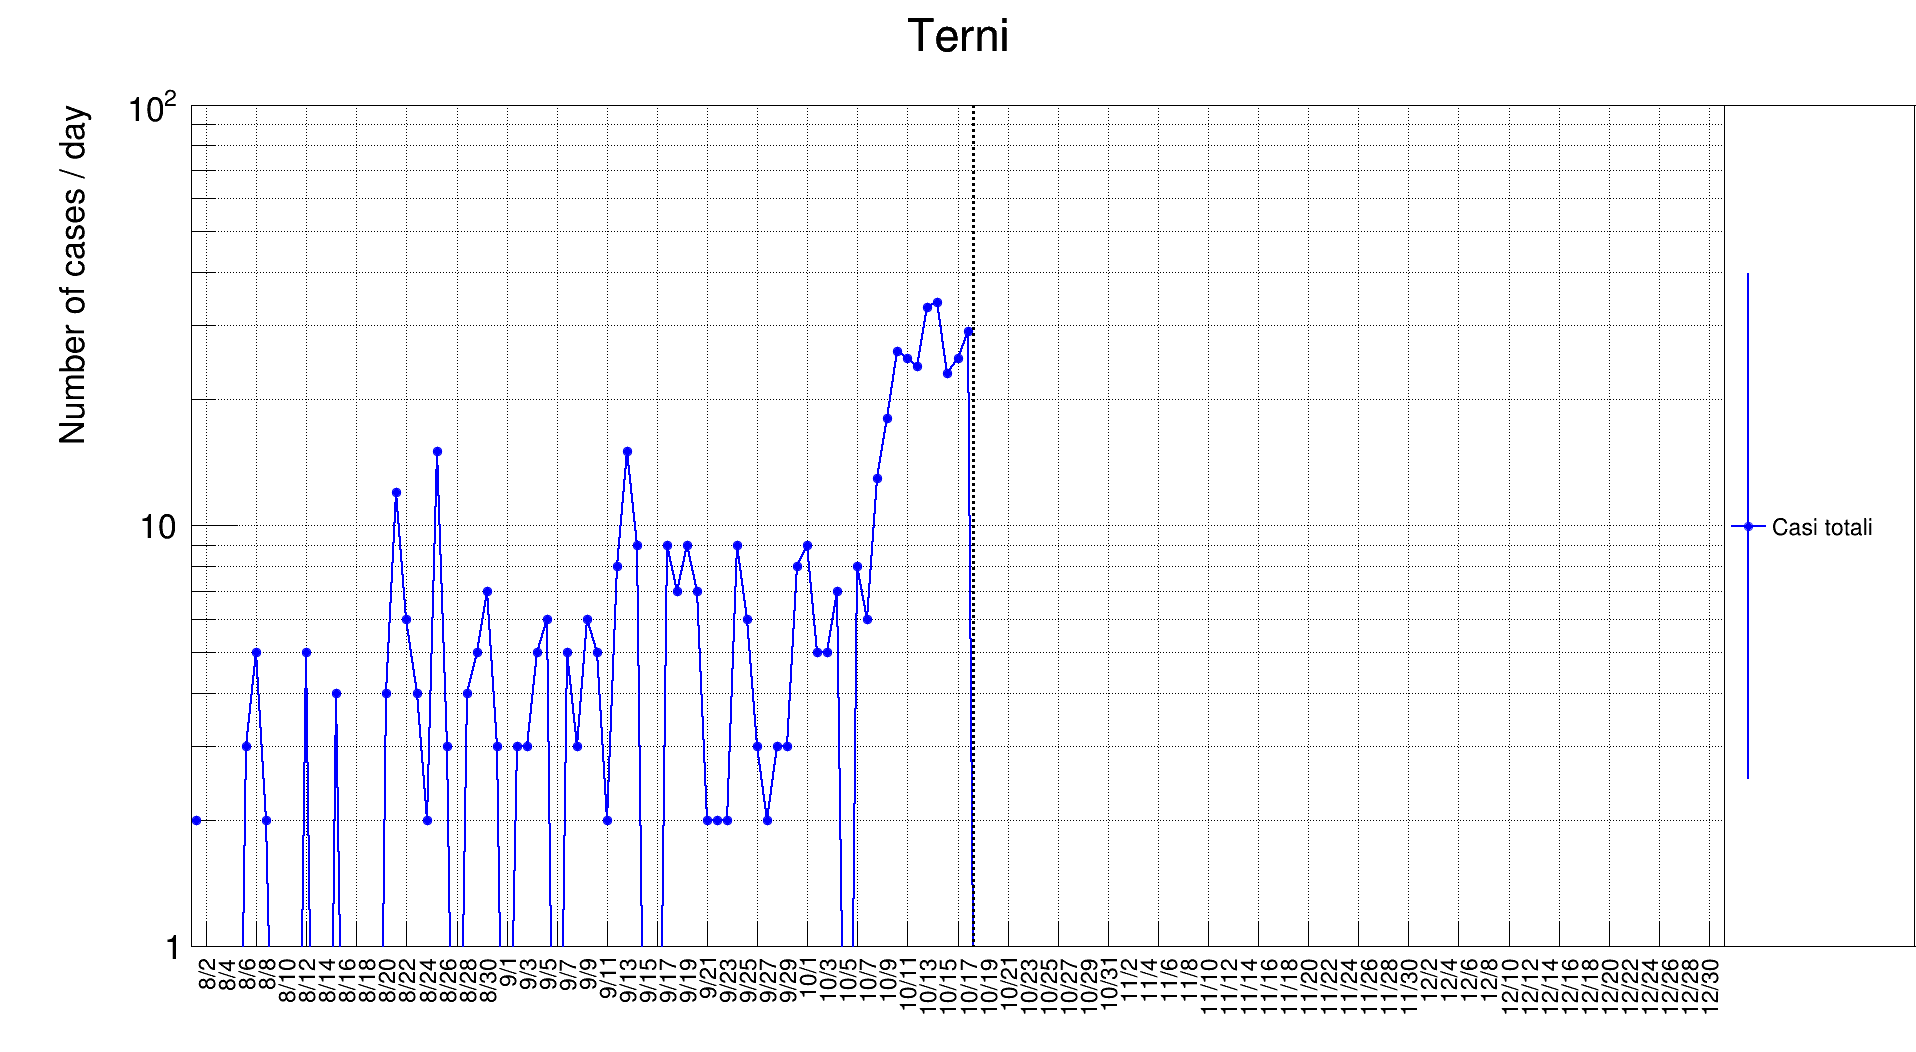 Terni
Number of cases / day
10²
10
1
8/2 8/4 8/6 8/8 8/10 8/12 8/14 8/16 8/18 8/20 8/22 8/24 8/26 8/28 8/30 9/1 9/3 9/5 9/7 9/9 9/11 9/13 9/15 9/17 9/19 9/21 9/23 9/25 9/27 9/29 10/1 10/3 10/5 10/7 10/9 10/11 10/13 10/15 10/17 10/19 10/21 10/23 10/25 10/27 10/29 10/31 11/2 11/4 11/6 11/8 11/10 11/12 11/14 11/16 11/18 11/20 11/22 11/24 11/26 11/28 11/30 12/2 12/4 12/6 12/8 12/10 12/12 12/14 12/16 12/18 12/20 12/22 12/24 12/26 12/28 12/30
Casi totali